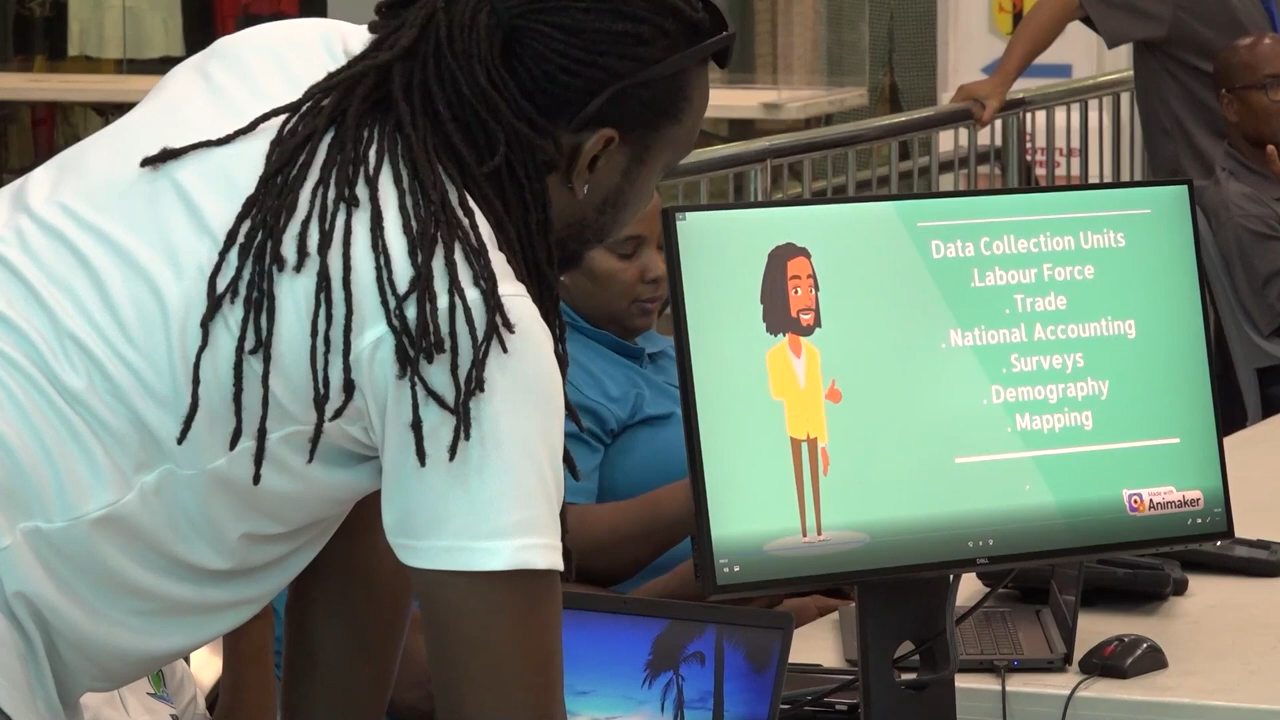 Data Collection Units
.Labour Force
. Trade
. National Accounting
. Surveys
. Demography
. Mapping
Made with
Animaker
DELL